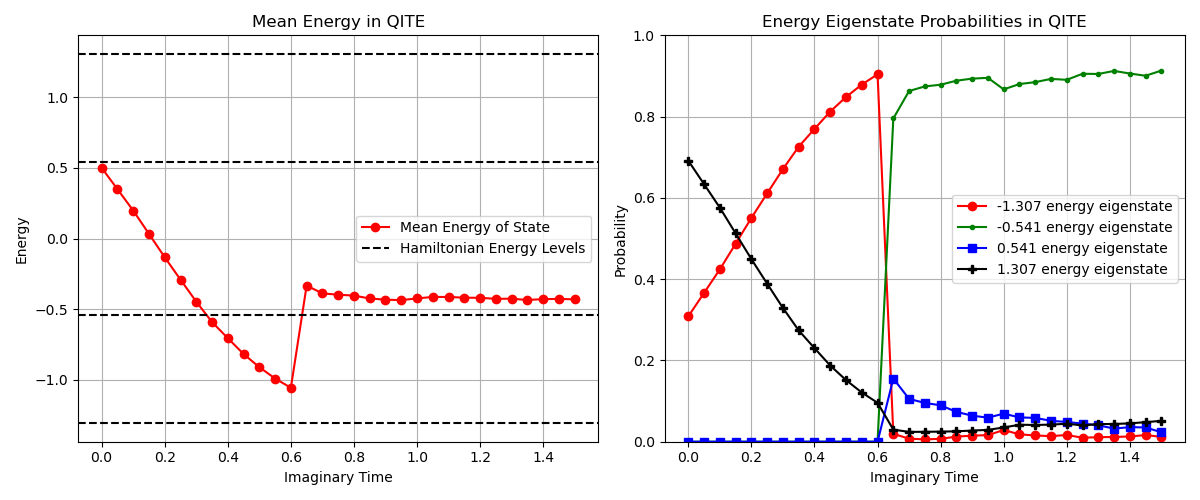 Mean Energy in QITE
Energy
1.0
0.5
0.0
−0.5
−1.0
0.0
0.2
0.4
0.6
0.8
1.0
1.2
1.4
Imaginary Time
Mean Energy of State
Hamiltonian Energy Levels
Energy Eigenstate Probabilities in QITE
Probability
1.0
0.8
0.6
0.4
0.2
0.0
0.0
0.2
0.4
0.6
0.8
1.0
1.2
1.4
Imaginary Time
-1.307 energy eigenstate
-0.541 energy eigenstate
0.541 energy eigenstate
1.307 energy eigenstate